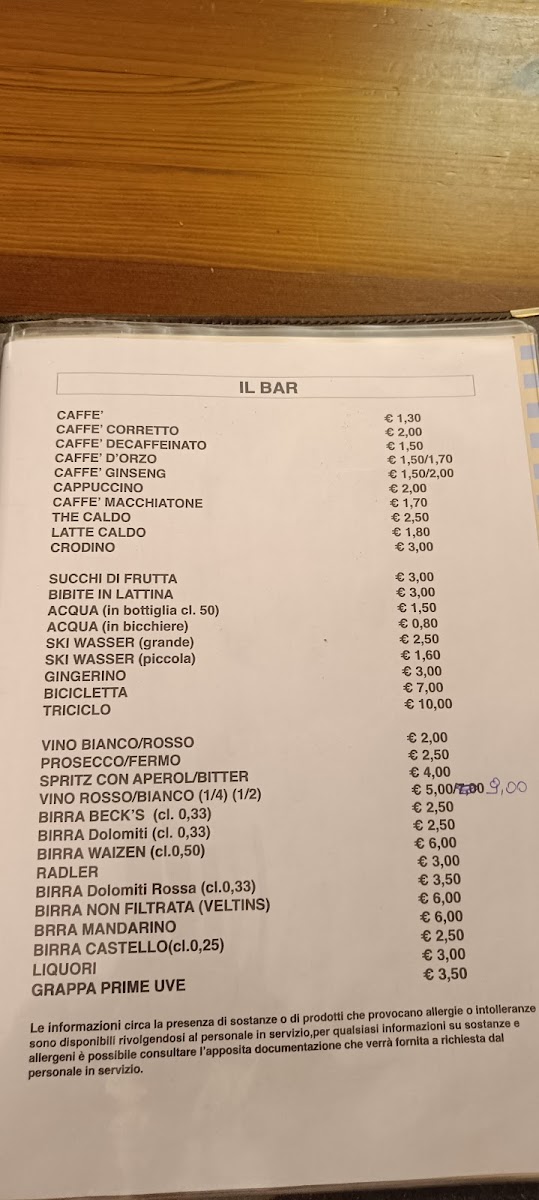 IL BAR
CAFFE' € 1,30
CAFFE' CORRETTO € 2,00
CAFFE' DECAFFEINATO € 1,50
CAFFE' D'ORZO € 1,50/1,70
CAFFE' GINSENG € 1,50/2,00
CAPPUCCINO € 2,00
CAFFE' MACCHIATONE € 1,70
THE CALDO € 2,50
LATTE CALDO € 1,80
CRODINO € 3,00
SUCCHI DI FRUTTA € 3,00
BIBITE IN LATTINA € 3,00
ACQUA (in bottiglia cl. 50) € 1,50
ACQUA (in bicchiere) € 0,80
SKI WASSER (grande) € 2,50
SKI WASSER (piccola) € 1,60
GINGERINO € 3,00
BICICLETTA € 7,00
TRICICLO € 10,00
VINO BIANCO/ROSSO € 2,00
PROSECCO/FERMO € 2,50
SPRITZ CON APEROL/BITTER € 4,00
VINO ROSSO/BIANCO (1/4) (1/2) € 5,00/7,00 9,00
BIRRA BECK'S (cl. 0,33) € 2,50
BIRRA Dolomiti (cl. 0,33) € 2,50
BIRRA WAIZEN (cl.0,50) € 6,00
RADLER € 3,00
BIRRA Dolomiti Rossa (cl.0,33) € 3,50
BIRRA NON FILTRATA (VELTINS) € 6,00
BRRA MANDARINO € 6,00
BIRRA CASTELLO(cl.0,25) € 2,50
LIQUORI € 3,00
GRAPPA PRIME UVE € 3,50
Le informazioni circa la presenza di sostanze o di prodotti che provocano allergie o intolleranze
sono disponibili rivolgendosi al personale in servizio,per qualsiasi informazioni su sostanze e
allergeni è possibile consultare l'apposita documentazione che verrà fornita a richiesta dal
personale in servizio.